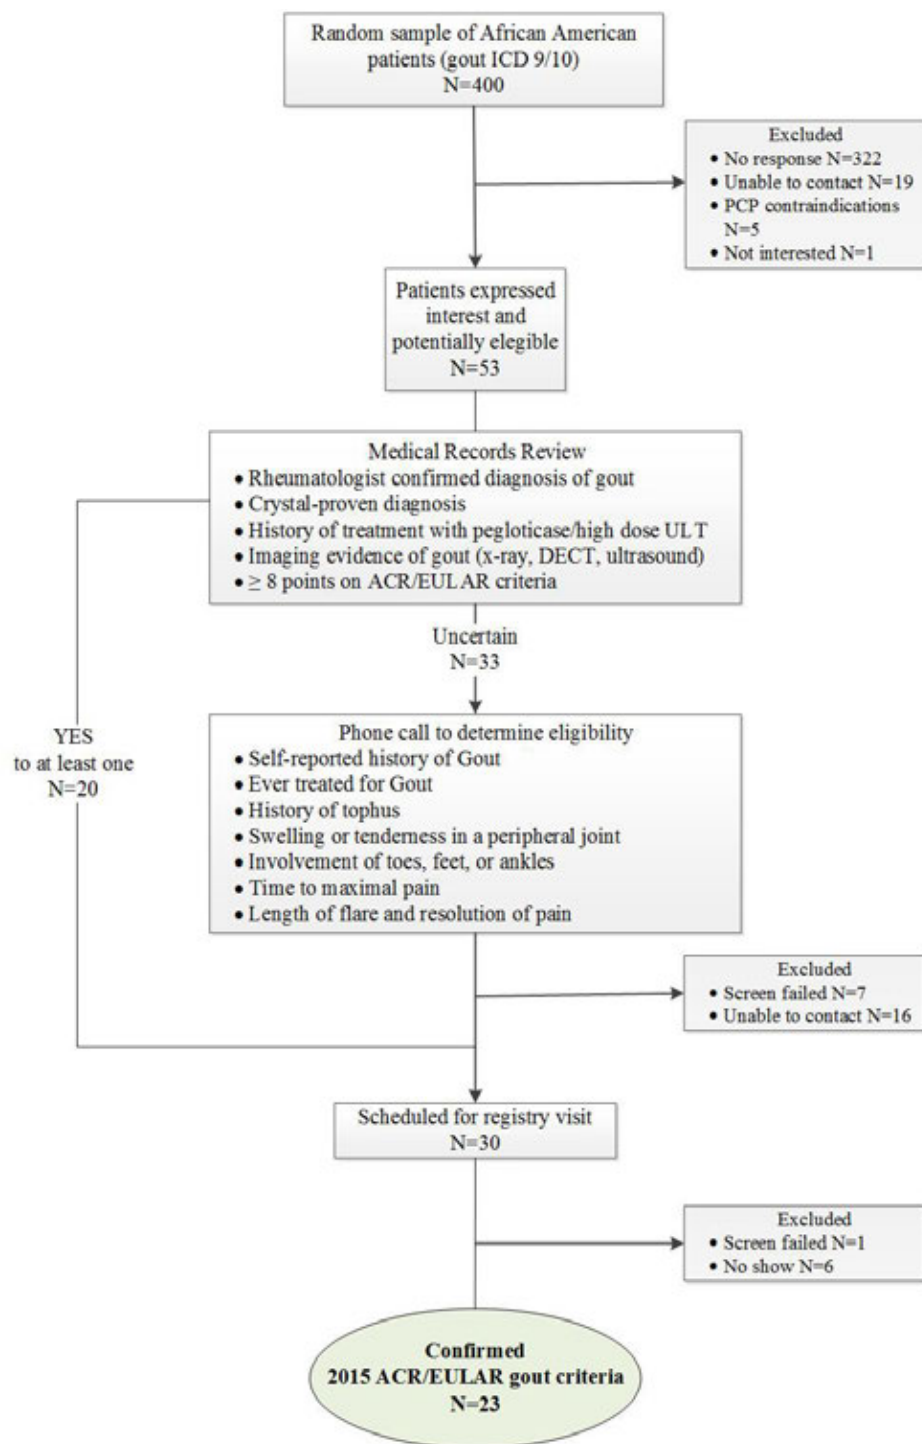 Random sample of African American
patients (gout ICD 9/10)
N=400
Excluded
• No response N=322
• Unable to contact N=19
• PCP contraindications
N=5
• Not interested N=1
Patients expressed
interest and
potentially elegible
N=53
Medical Records Review
• Rheumatologist confirmed diagnosis of gout
• Crystal-proven diagnosis
• History of treatment with pegloticase/high dose ULT
• Imaging evidence of gout (x-ray, DECT, ultrasound)
• ≥ 8 points on ACR/EULAR criteria
Uncertain
N=33
YES
to at least one
N=20
Phone call to determine eligibility
• Self-reported history of Gout
• Ever treated for Gout
• History of tophus
• Swelling or tenderness in a peripheral joint
• Involvement of toes, feet, or ankles
• Time to maximal pain
• Length of flare and resolution of pain
Excluded
• Screen failed N=7
• Unable to contact N=16
Scheduled for registry visit
N=30
Excluded
• Screen failed N=1
• No show N=6
Confirmed
2015 ACR/EULAR gout criteria
N=23